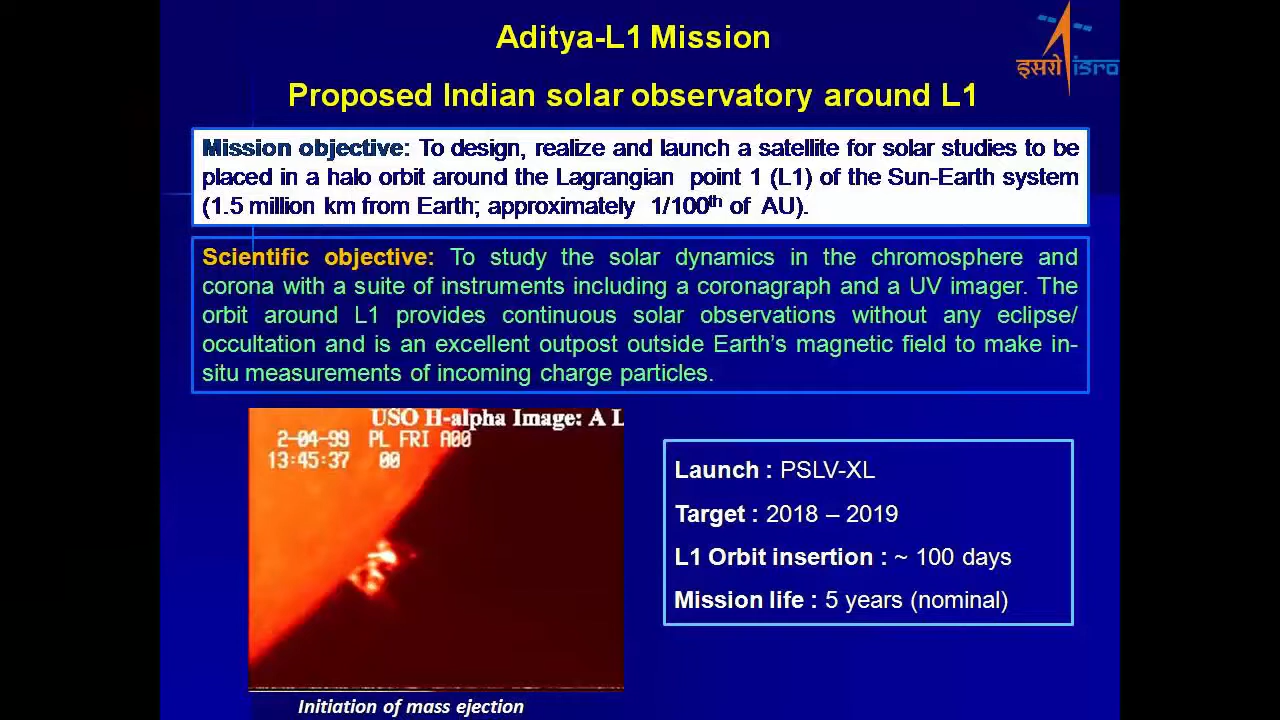 Aditya-L1 Mission
इसरो isro
Proposed Indian solar observatory around L1
Mission objective: To design, realize and launch a satellite for solar studies to be
placed in a halo orbit around the Lagrangian point 1 (L1) of the Sun-Earth system
(1.5 million km from Earth; approximately 1/100th of AU).
Scientific objective: To study the solar dynamics in the chromosphere and
corona with a suite of instruments including a coronagraph and a UV imager. The
orbit around L1 provides continuous solar observations without any eclipse/
occultation and is an excellent outpost outside Earth's magnetic field to make in-
situ measurements of incoming charge particles.
USO H-alpha Image: A L
2-04-99 PL FRI A00
13:45:37 00
Initiation of mass ejection
Launch : PSLV-XL
Target : 2018 – 2019
L1 Orbit insertion : ~ 100 days
Mission life : 5 years (nominal)